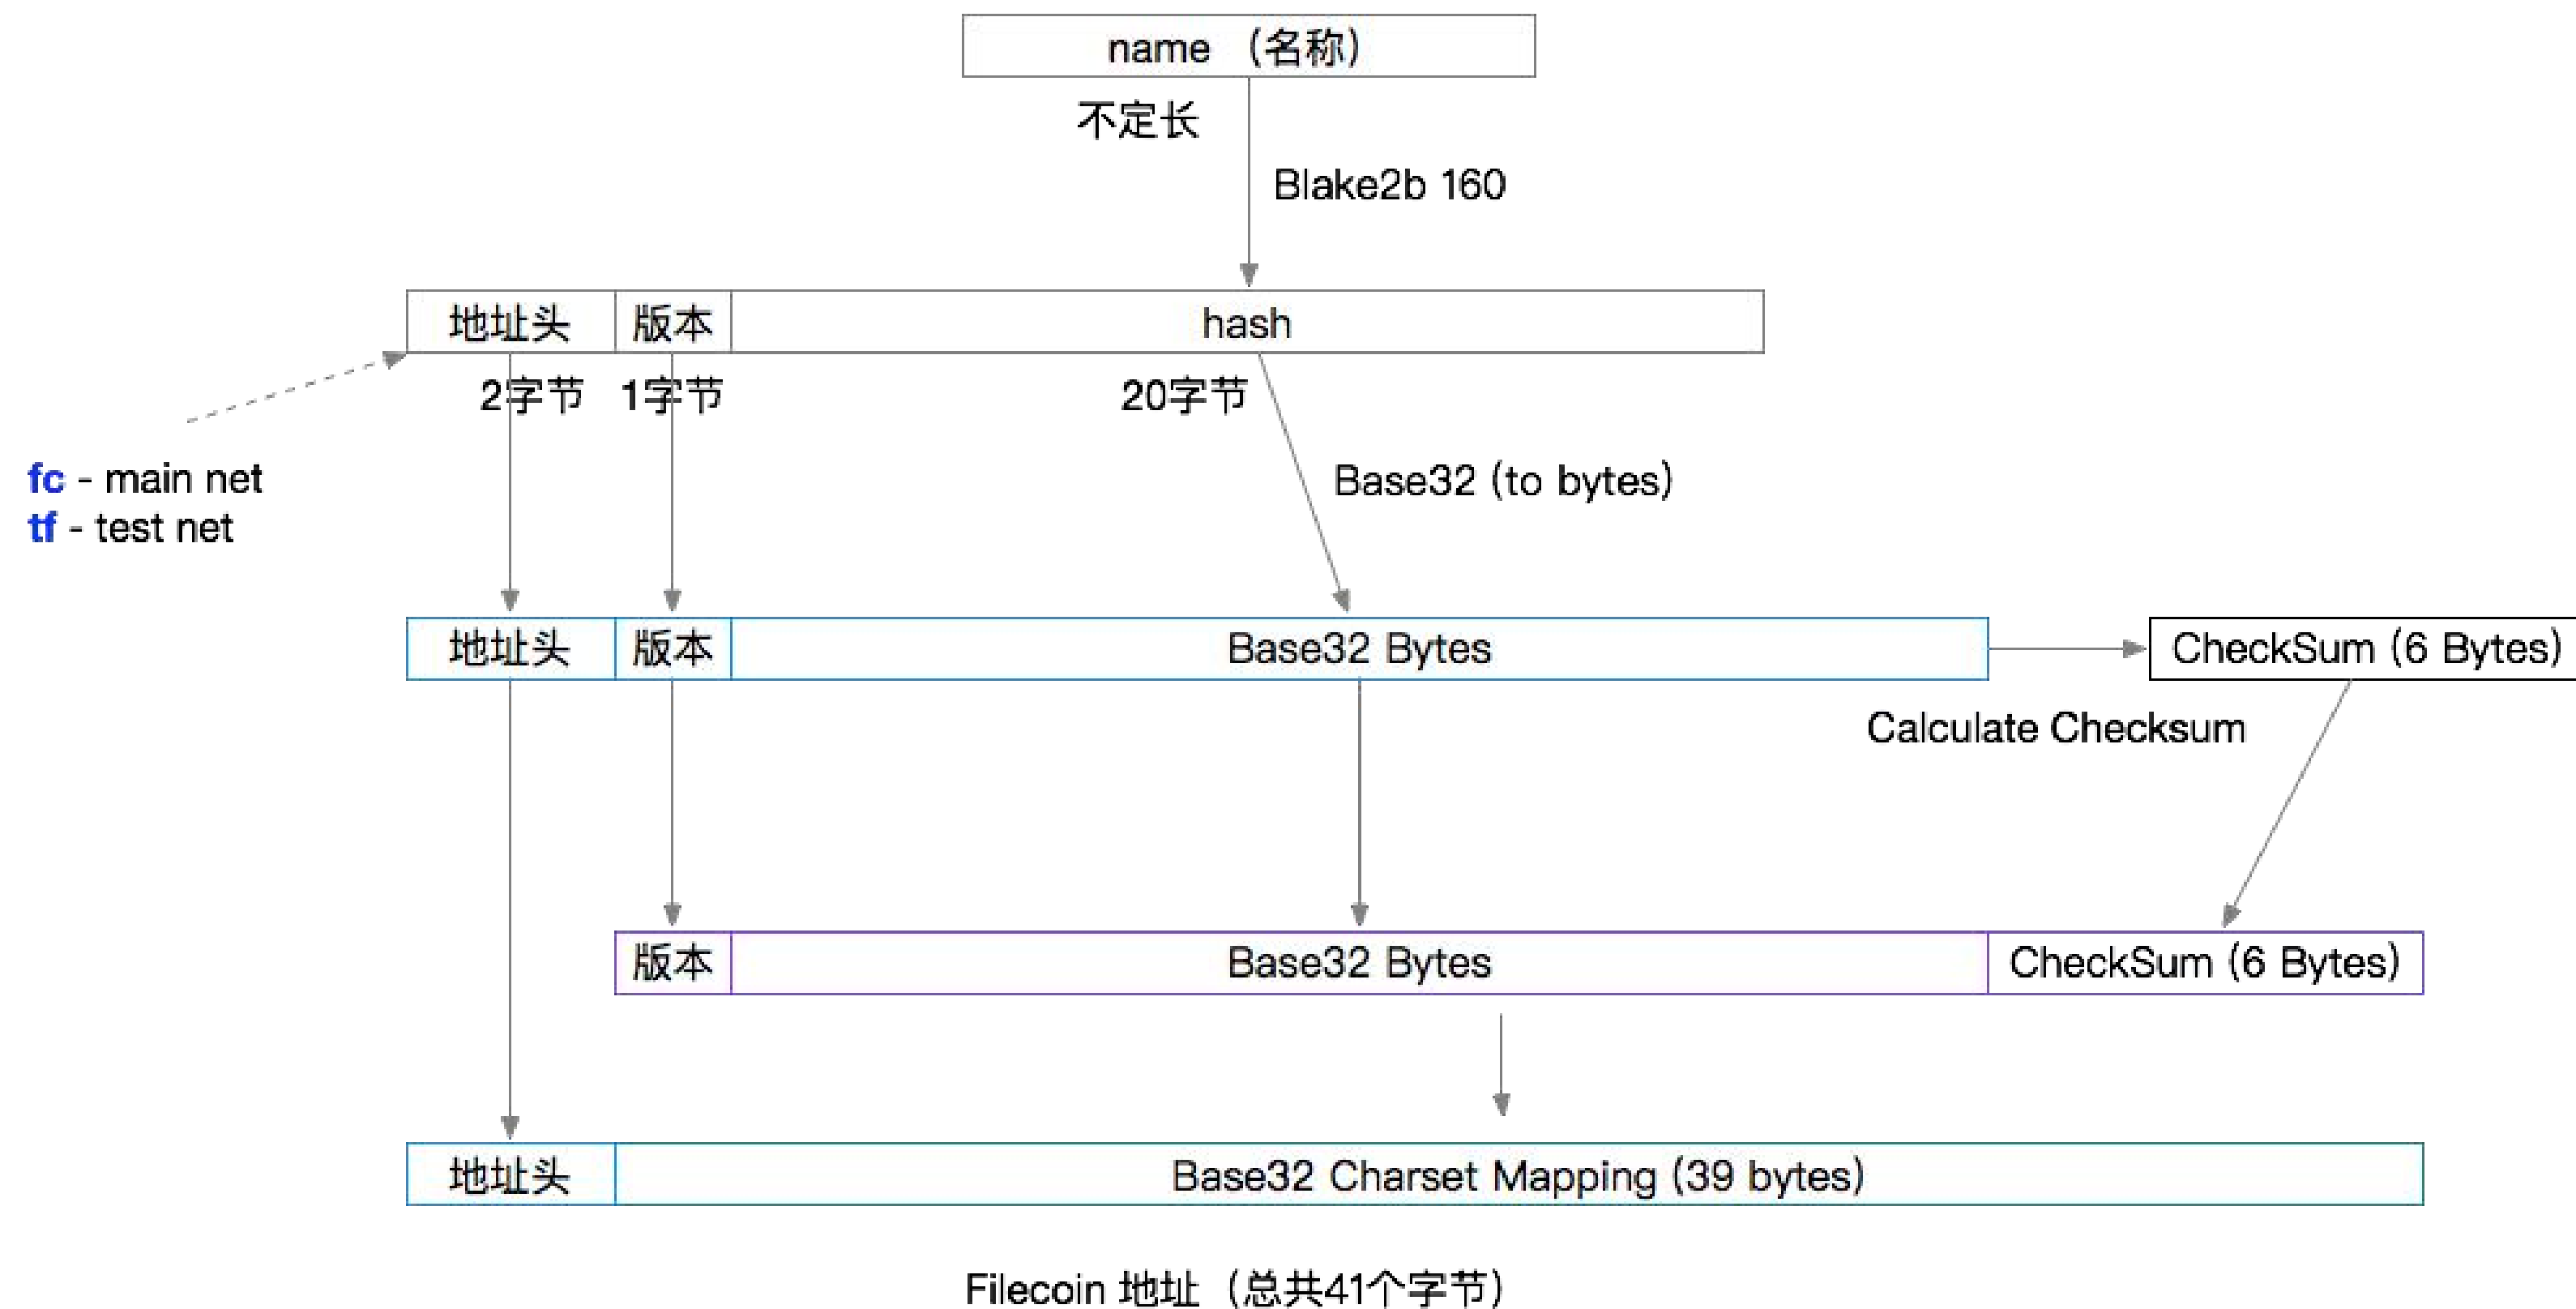 name （名称）
不定长
Blake2b 160
地址头 版本 hash
2字节 1字节 20字节
fc - main net
tf - test net
Base32 (to bytes)
地址头 版本 Base32 Bytes CheckSum (6 Bytes)
Calculate Checksum
版本 Base32 Bytes CheckSum (6 Bytes)
地址头 Base32 Charset Mapping (39 bytes)
Filecoin 地址（总共41个字节）